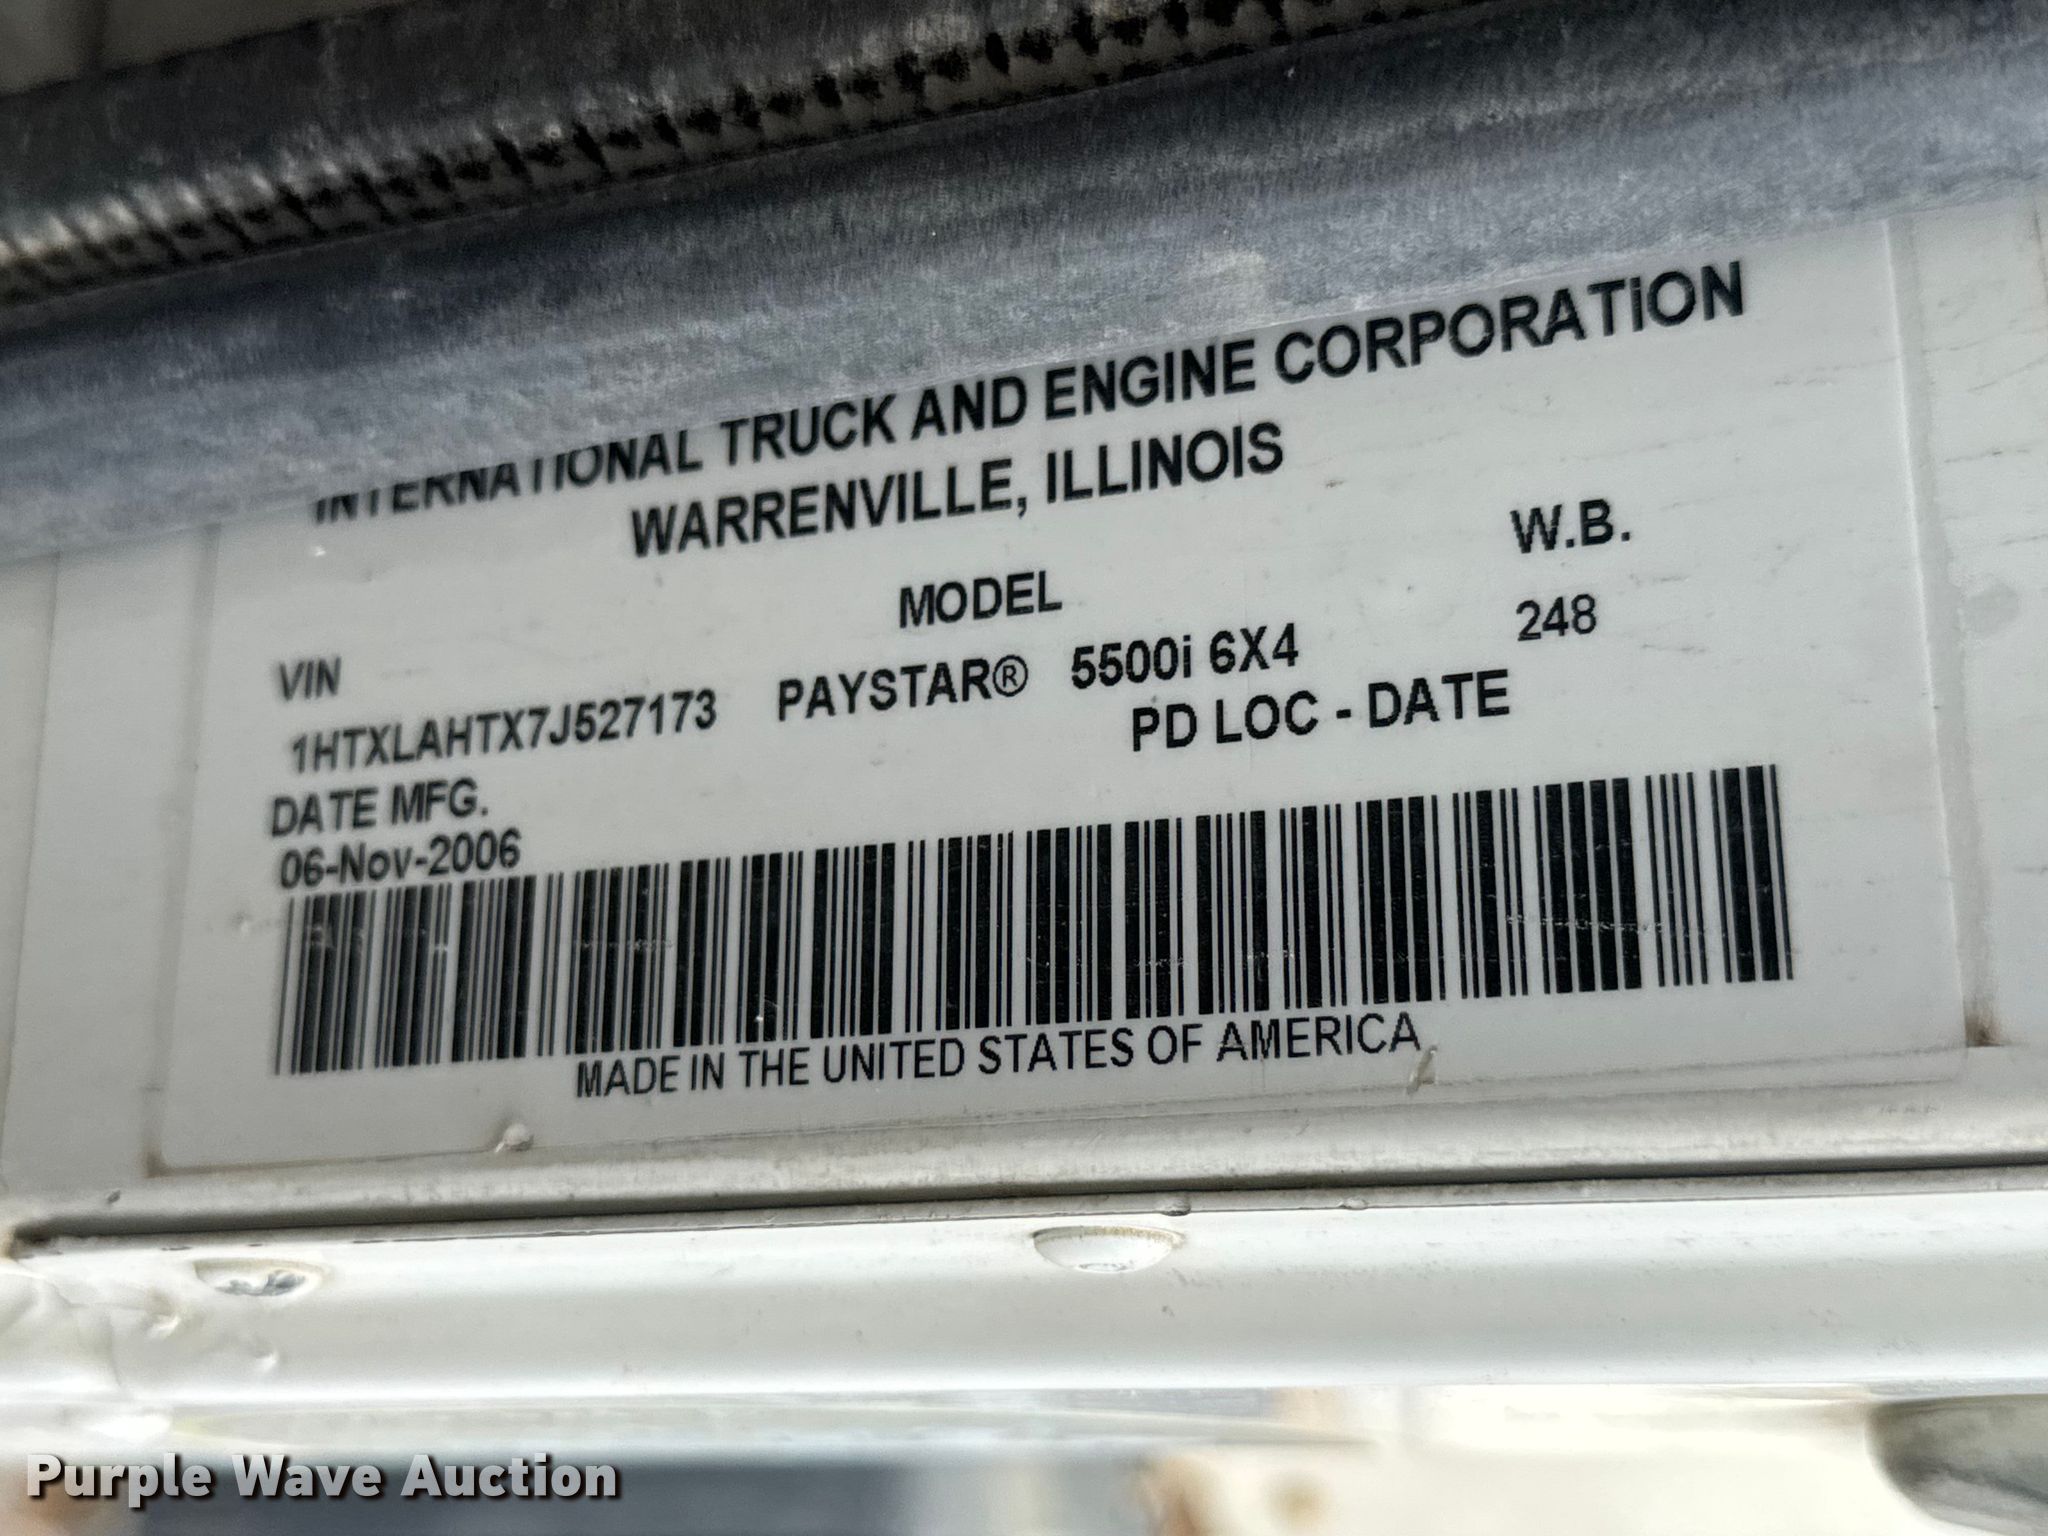 INTERNATIONAL TRUCK AND ENGINE CORPORATION
WARRENVILLE, ILLINOIS
MODEL W.B.
VIN PAYSTAR® 5500i 6X4 248
1HTXLAHTX7J527173 PD LOC - DATE
DATE MFG.
06-Nov-2006
MADE IN THE UNITED STATES OF AMERICA
Purple Wave Auction